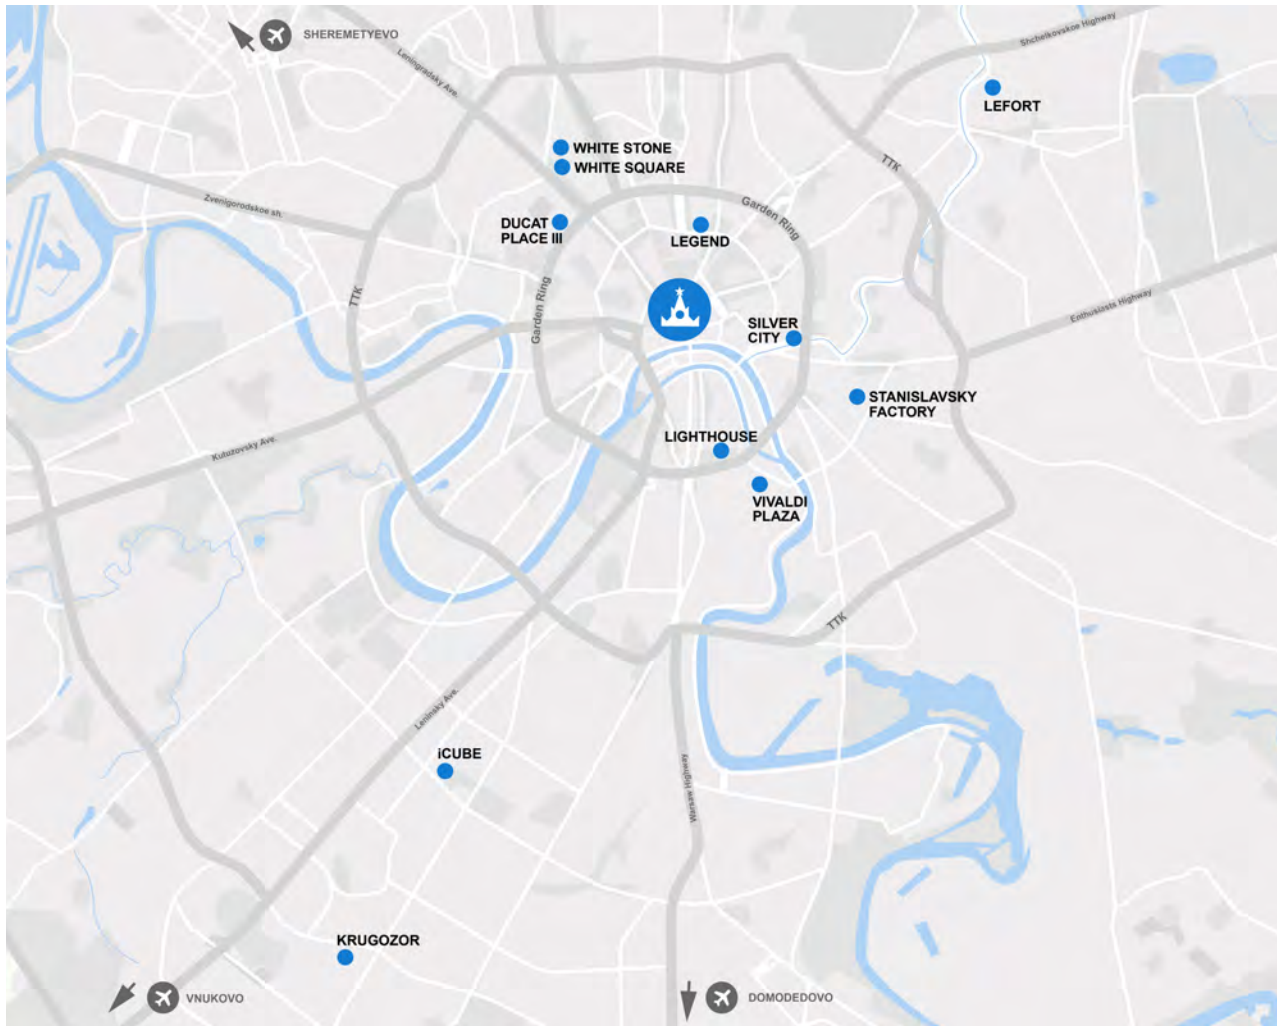 SHEREMETYEVO
Leningradsky Ave.
Shchelkovskoe Highway
LEFORT
WHITE STONE
WHITE SQUARE
TTK
Zvenigorodskoe sh.
DUCAT
PLACE III
Garden Ring
LEGEND
TTK
Garden Ring
SILVER
CITY
Enthusiasts Highway
STANISLAVSKY
FACTORY
Kutuzovsky Ave.
LIGHTHOUSE
VIVALDI
PLAZA
TTK
Leninsky Ave.
iCUBE
Warsaw Highway
KRUGOZOR
VNUKOVO
DOMODEDOVO